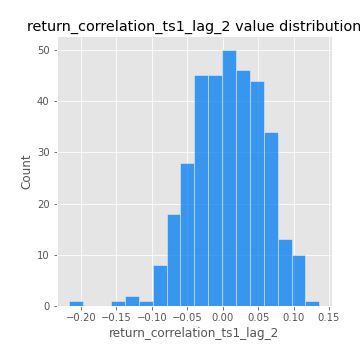 return_correlation_ts1_lag_2 value distribution
50
40
30
20
10
0
Count
−0.20 −0.15 −0.10 −0.05 0.00 0.05 0.10 0.15
return_correlation_ts1_lag_2